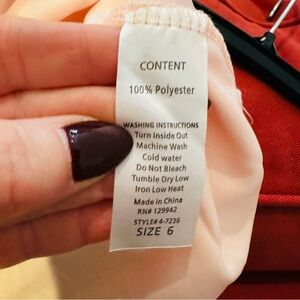 CONTENT
100% Polyester
WASHING INSTRUCTIONS
Turn Inside Out
Machine Wash
Cold water
Do Not Bleach
Tumble Dry Low
Iron Low Heat
Made in China
RN# 129942
STYLE# 4-7236
SIZE 6